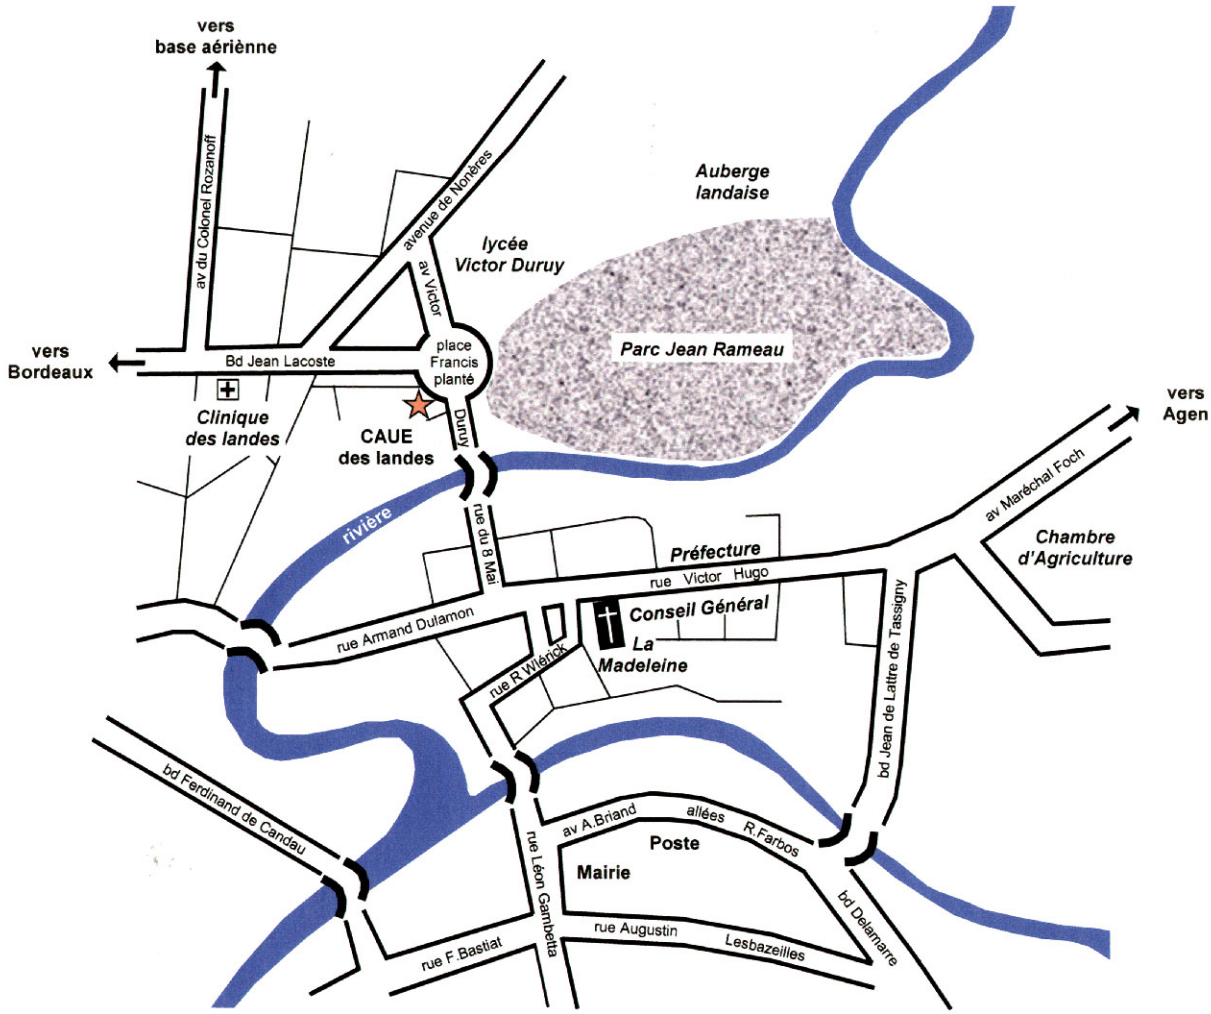 vers
base aériènne
av du Colonel Rozanoff
avenue de Nonères
Auberge
landaise
lycée
Victor Duruy
av Victor
place
Francis
planté
Duruy
vers
Bordeaux
Bd Jean Lacoste
Parc Jean Rameau
Clinique
des landes
CAUE
des landes
vers
Agen
av Maréchal Foch
rivière
rue du 8 Mai
Préfecture
rue Victor Hugo
Chambre
d'Agriculture
Conseil Général
La
Madeleine
rue Armand Dulamon
rue R Wlérick
bd Jean de Lattre de Tassigny
bd Ferdinand de Candau
av A.Briand
allées R.Farbos
Poste
Mairie
rue Léon Gambetta
bd Delamarre
rue F.Bastiat
rue Augustin Lesbazeilles